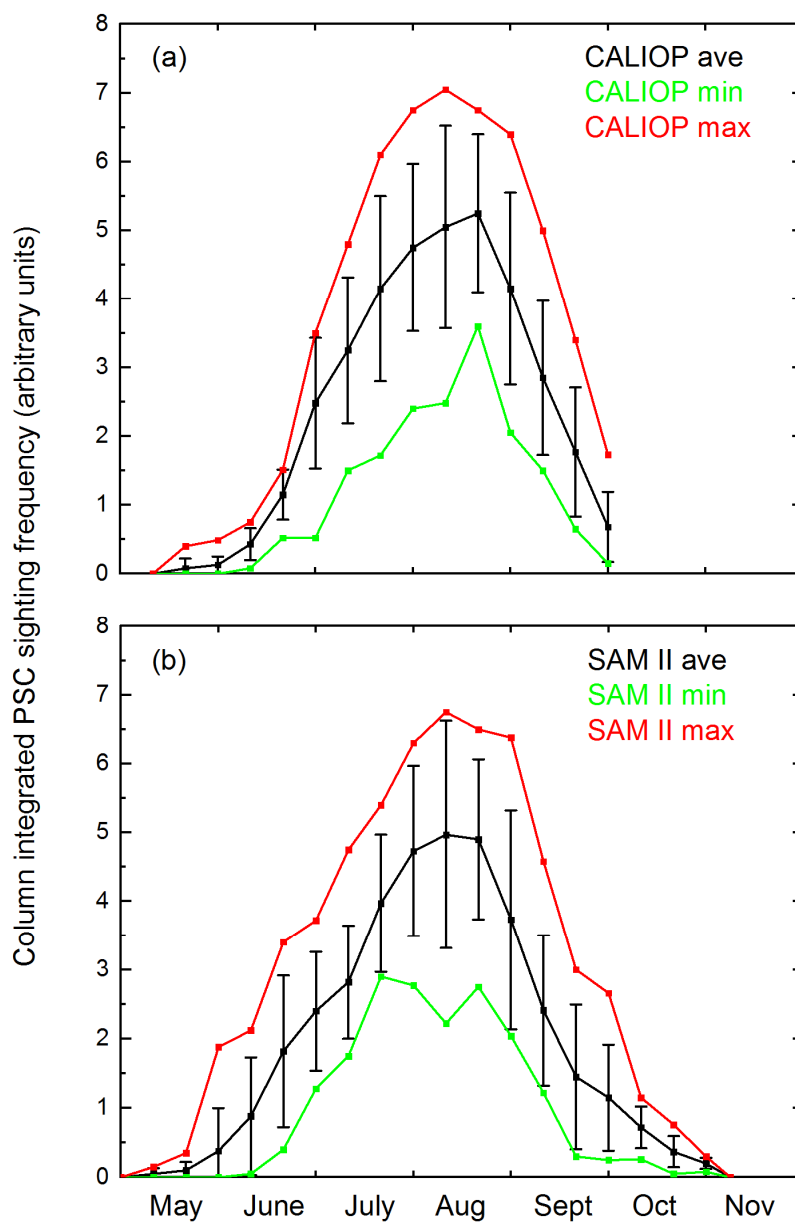 Column integrated PSC sighting frequency (arbitrary units)
(a)
CALIOP ave
CALIOP min
CALIOP max
8
7
6
5
4
3
2
1
0
(b)
SAM II ave
SAM II min
SAM II max
8
7
6
5
4
3
2
1
0
May June July Aug Sept Oct Nov